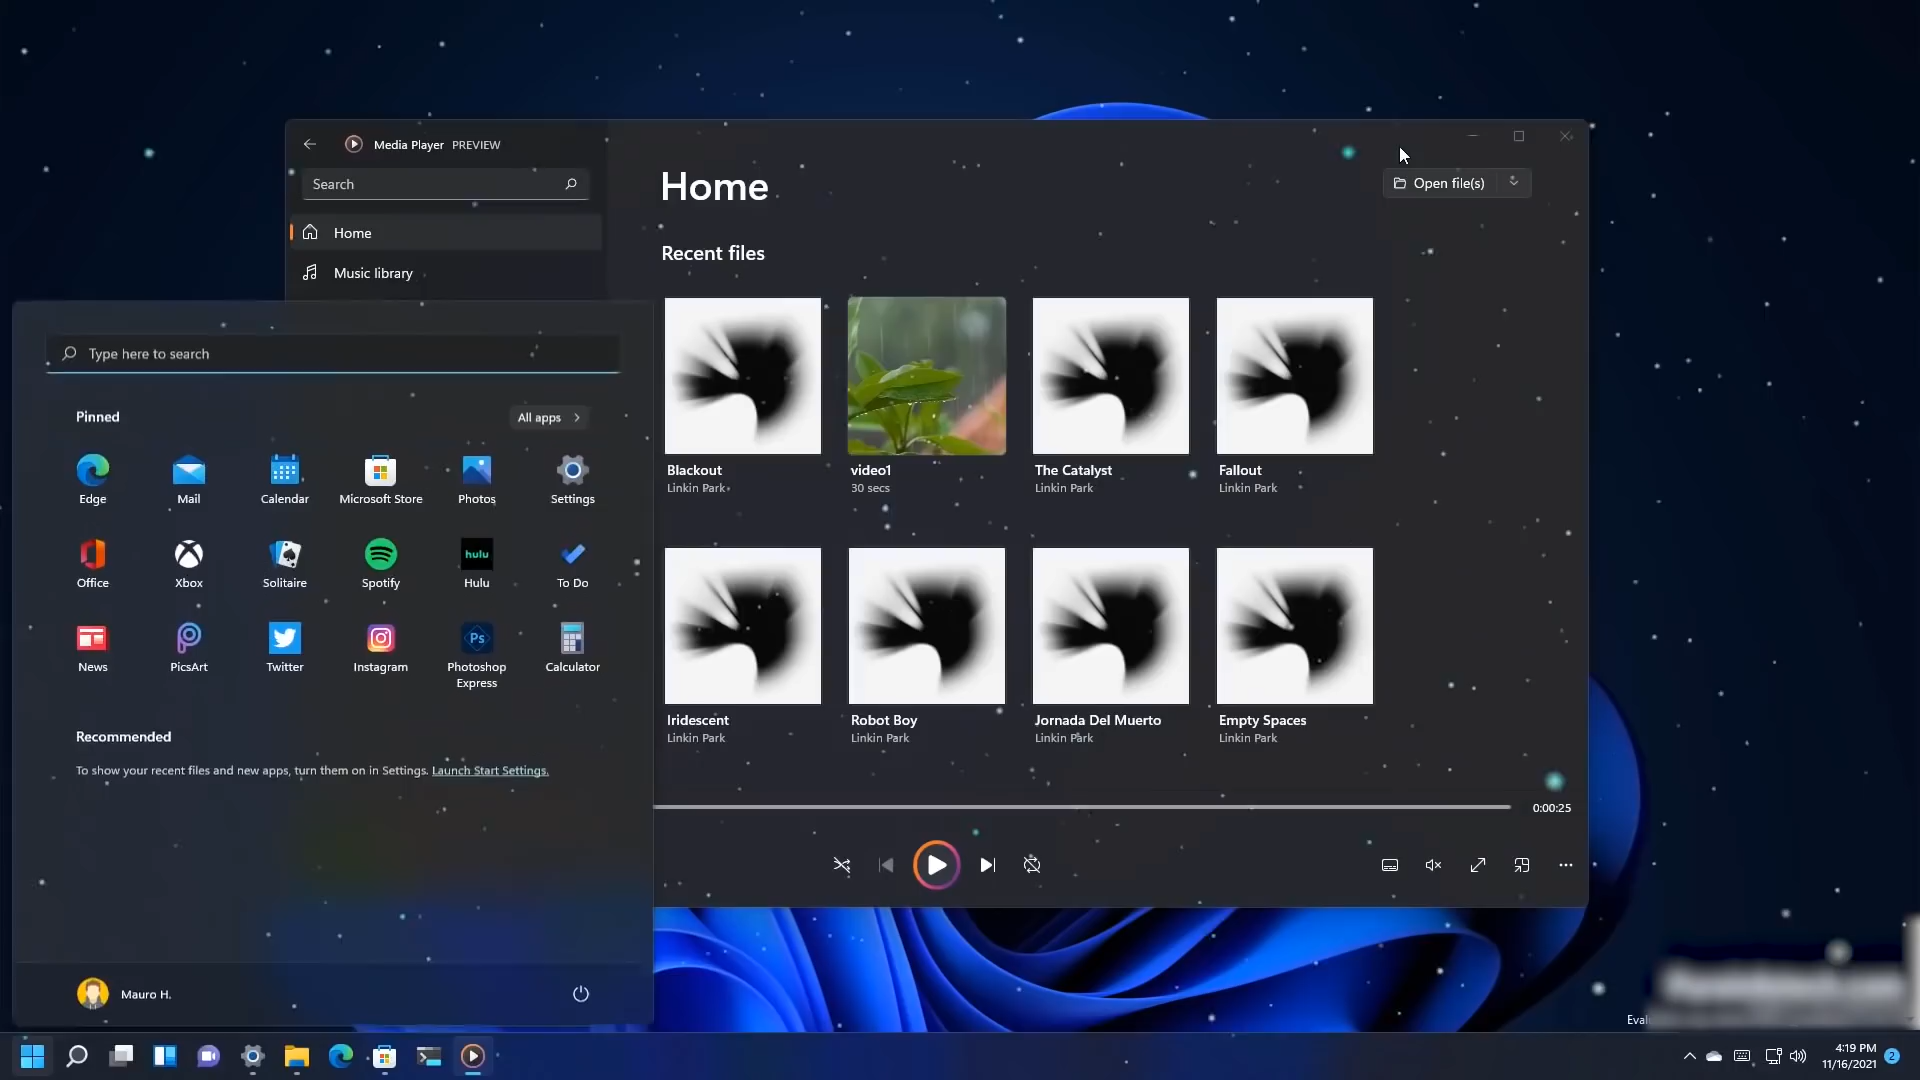 Media Player PREVIEW
Search
Home
Music library
Home
Open file(s)
Recent files
Blackout
Linkin Park
video1
30 secs
The Catalyst
Linkin Park
Fallout
Linkin Park
Iridescent
Linkin Park
Robot Boy
Linkin Park
Jornada Del Muerto
Linkin Park
Empty Spaces
Linkin Park
0:00:25
Type here to search
Pinned
All apps
Edge
Mail
Calendar
Microsoft Store
Photos
Settings
Office
Xbox
Solitaire
Spotify
hulu
Hulu
To Do
News
PicsArt
Twitter
Instagram
Ps
Photoshop
Express
Calculator
Recommended
To show your recent files and new apps, turn them on in Settings. Launch Start Settings.
Mauro H.
4:19 PM
11/16/2021
2